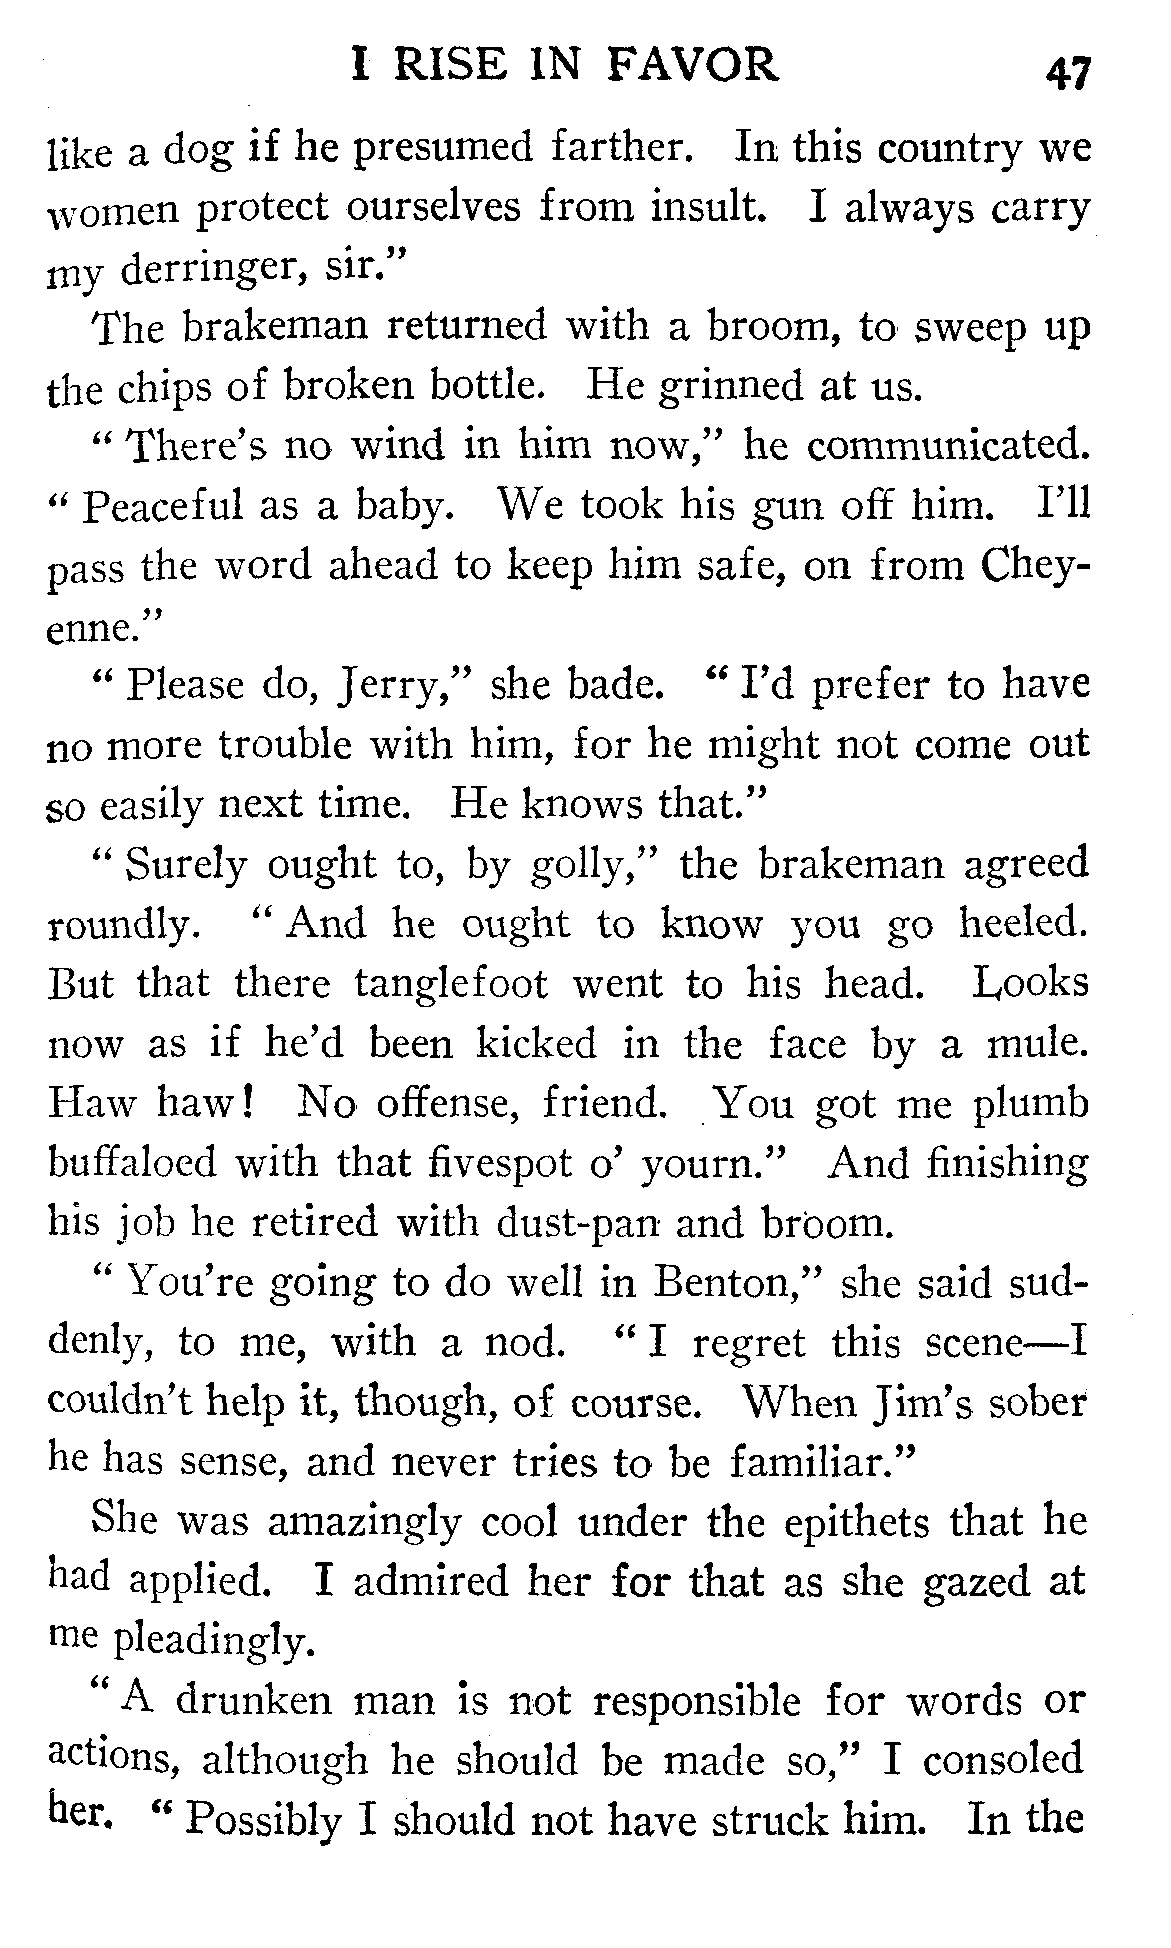 I RISE IN FAVOR 47
like a dog if he presumed farther. In this country we
women protect ourselves from insult. I always carry
my derringer, sir.”
The brakeman returned with a broom, to sweep up
the chips of broken bottle. He grinned at us.
“ There’s no wind in him now,” he communicated.
“ Peaceful as a baby. We took his gun off him. I’ll
pass the word ahead to keep him safe, on from Chey-
enne.”
“ Please do, Jerry,” she bade. “ I’d prefer to have
no more trouble with him, for he might not come out
so easily next time. He knows that.”
“ Surely ought to, by golly,” the brakeman agreed
roundly. “ And he ought to know you go heeled.
But that there tanglefoot went to his head. Looks
now as if he’d been kicked in the face by a mule.
Haw haw! No offense, friend. You got me plumb
buffaloed with that fivespot o’ yourn.” And finishing
his job he retired with dust-pan and broom.
“ You’re going to do well in Benton,” she said sud-
denly, to me, with a nod. “ I regret this scene—I
couldn’t help it, though, of course. When Jim’s sober
he has sense, and never tries to be familiar.”
She was amazingly cool under the epithets that he
had applied. I admired her for that as she gazed at
me pleadingly.
“ A drunken man is not responsible for words or
actions, although he should be made so,” I consoled
her. “ Possibly I should not have struck him. In the